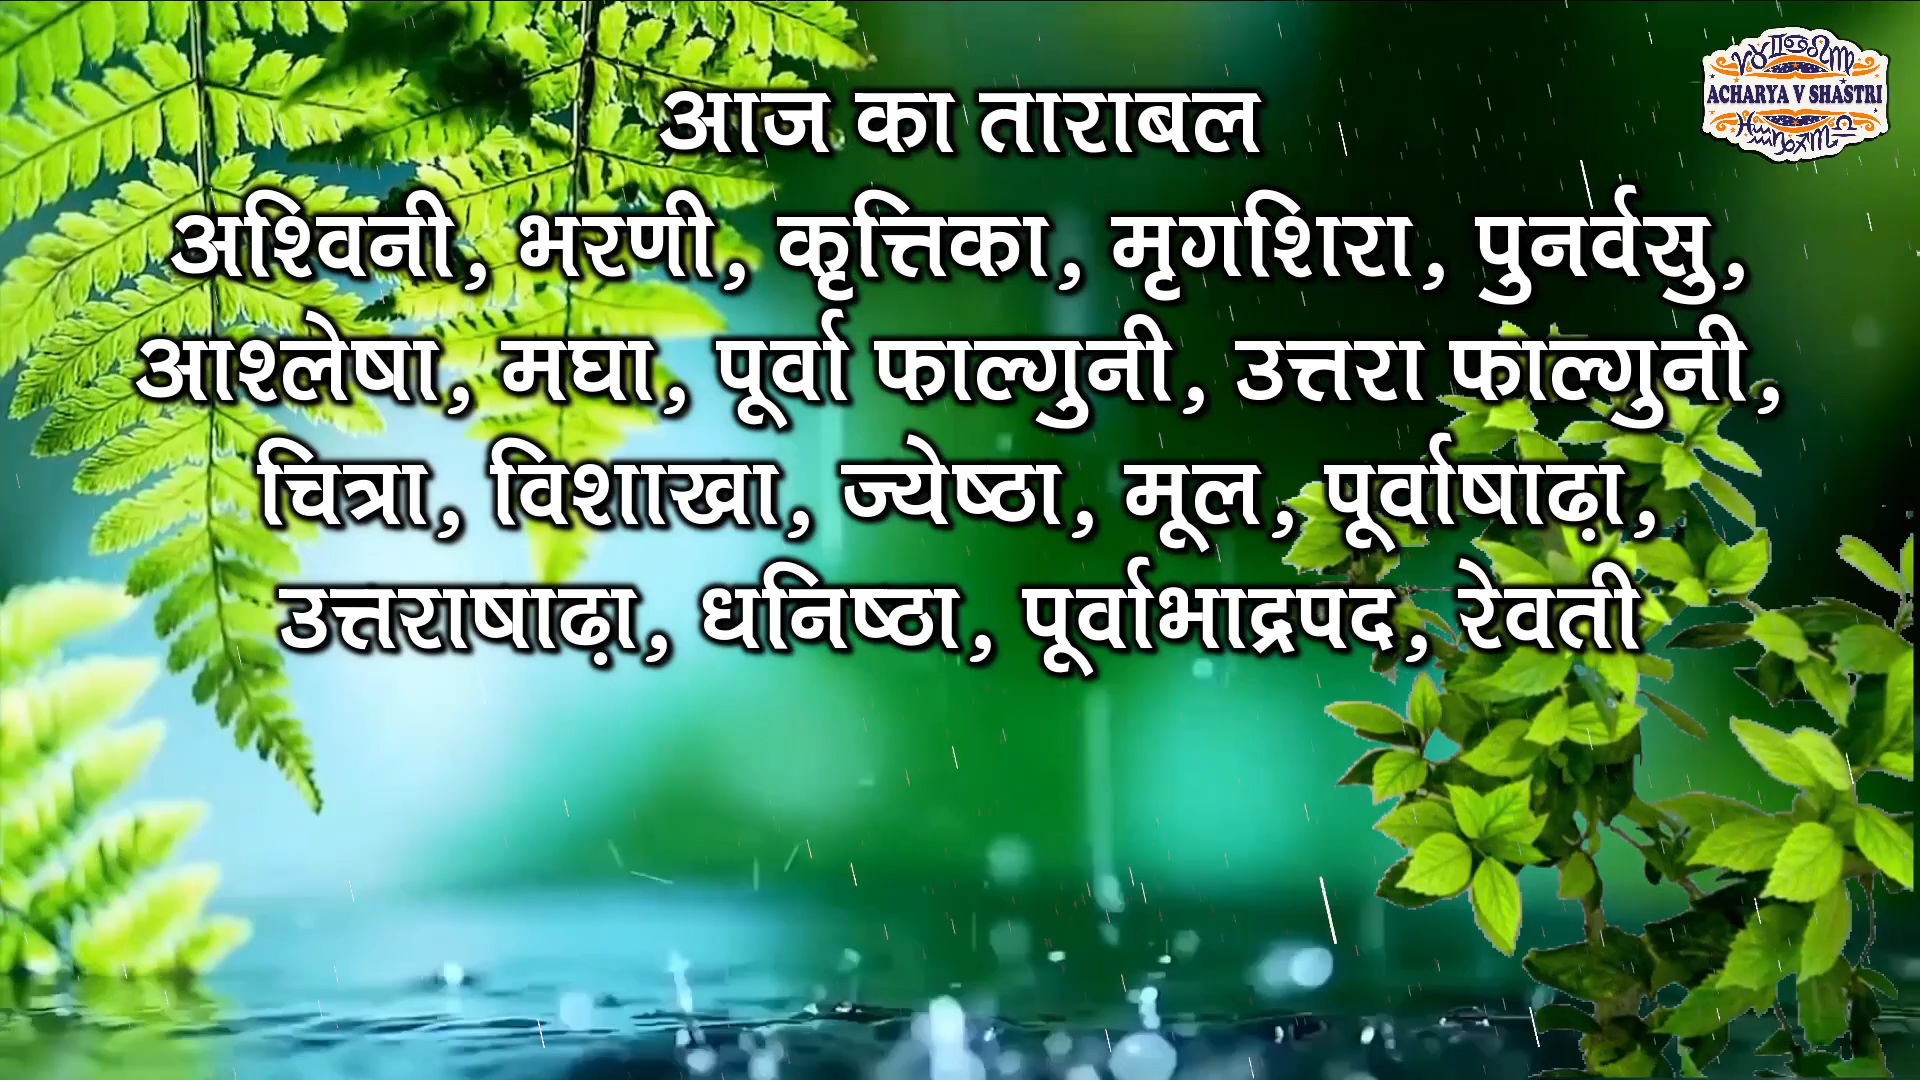 आज का ताराबल
अश्विनी, भरणी, कृत्तिका, मृगशिरा, पुनर्वसु,
आश्लेषा, मघा, पूर्वा फाल्गुनी, उत्तरा फाल्गुनी,
चित्रा, विशाखा, ज्येष्ठा, मूल, पूर्वाषाढ़ा,
उत्तराषाढ़ा, धनिष्ठा, पूर्वाभाद्रपद, रेवती
ACHARYA V SHASTRI